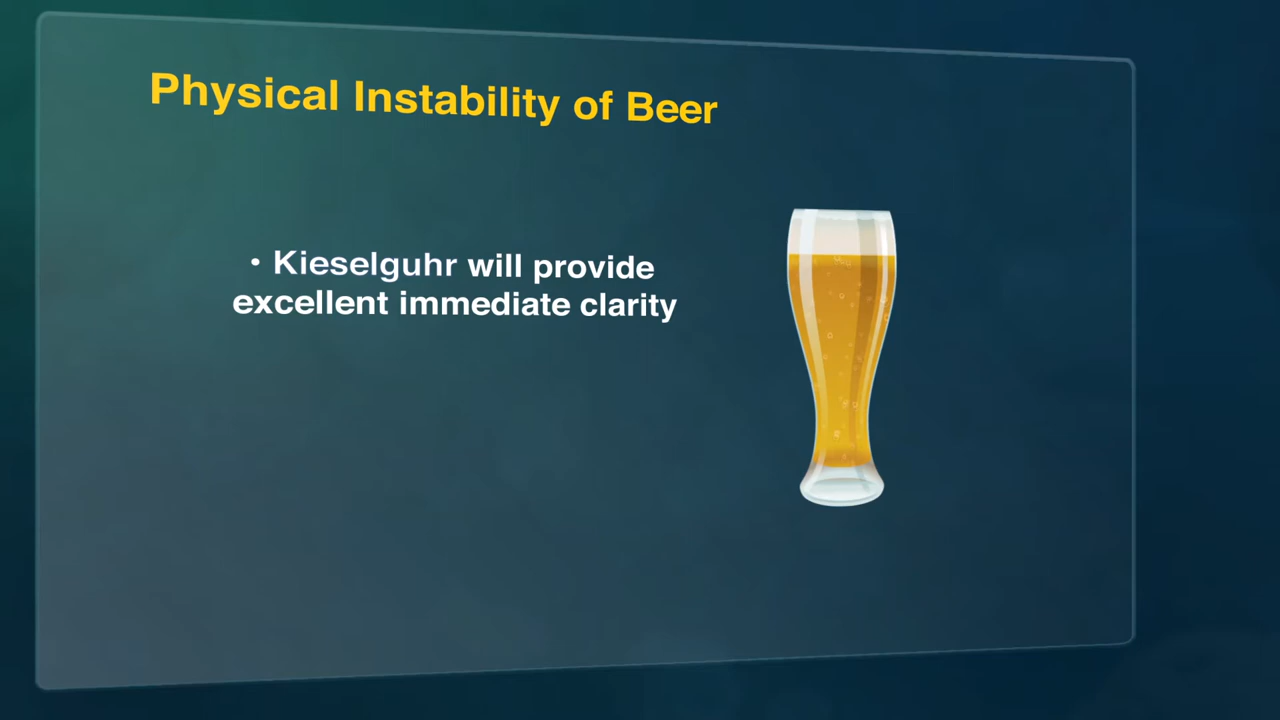 Physical Instability of Beer
• Kieselguhr will provide
excellent immediate clarity